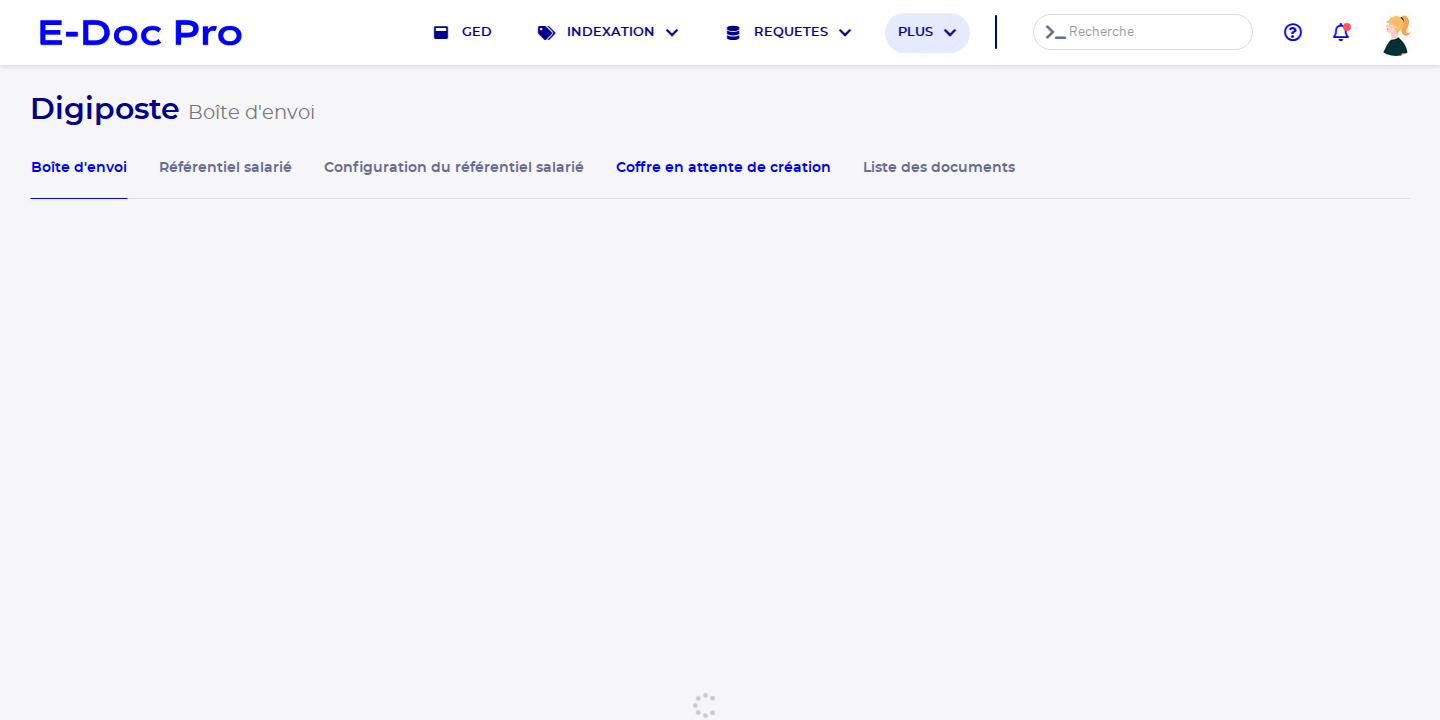 E-Doc Pro
GED
INDEXATION
REQUETES
PLUS
Recherche
Digiposte Boîte d'envoi
Boîte d'envoi
Référentiel salarié
Configuration du référentiel salarié
Coffre en attente de création
Liste des documents